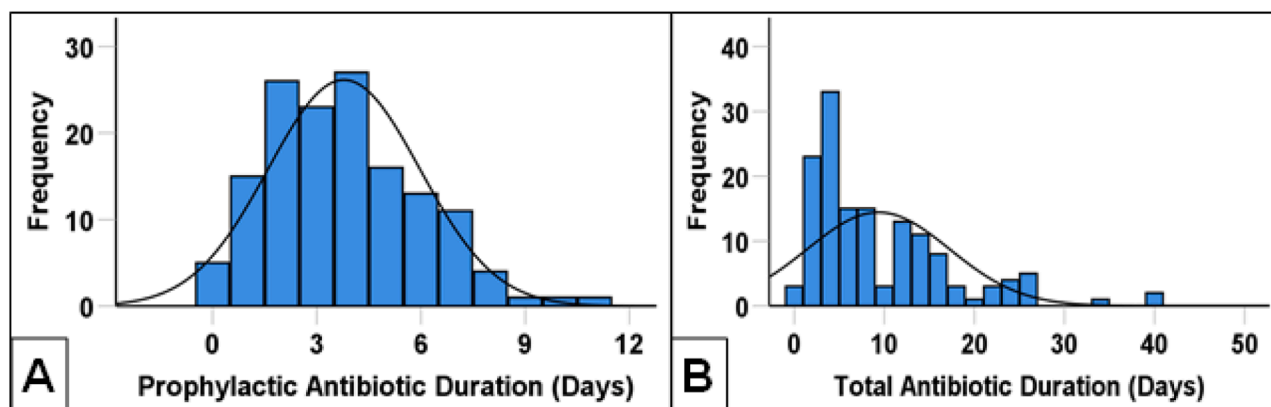 Frequency
30
20
10
0
0 3 6 9 12
Prophylactic Antibiotic Duration (Days)
A
Frequency
40
30
20
10
0
0 10 20 30 40 50
Total Antibiotic Duration (Days)
B